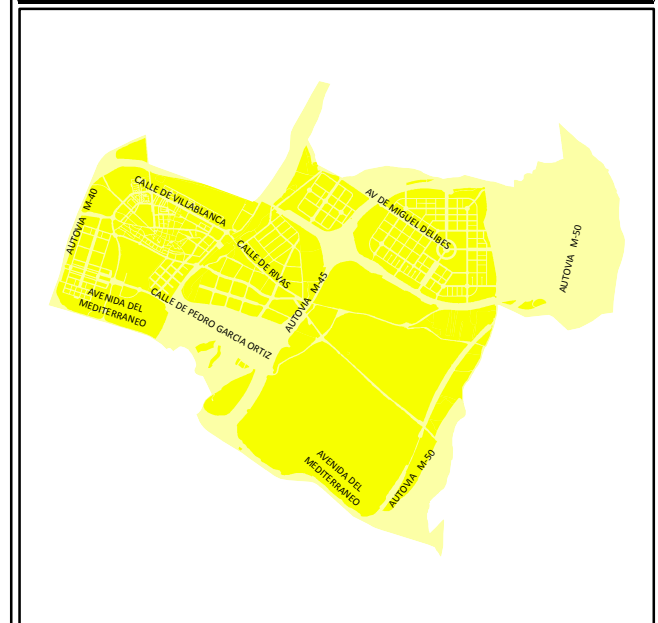 AUTOVIA M-40
CALLE DE VILLABLANCA
AV DE MIGUEL DELIBES
CALLE DE RIVAS
AUTOVIA M-50
AUTOVIA M-45
AVENIDA DEL
MEDITERRANEO
CALLE DE PEDRO GARCIA ORTIZ
AVENIDA DEL
MEDITERRANEO
AUTOVIA M-50